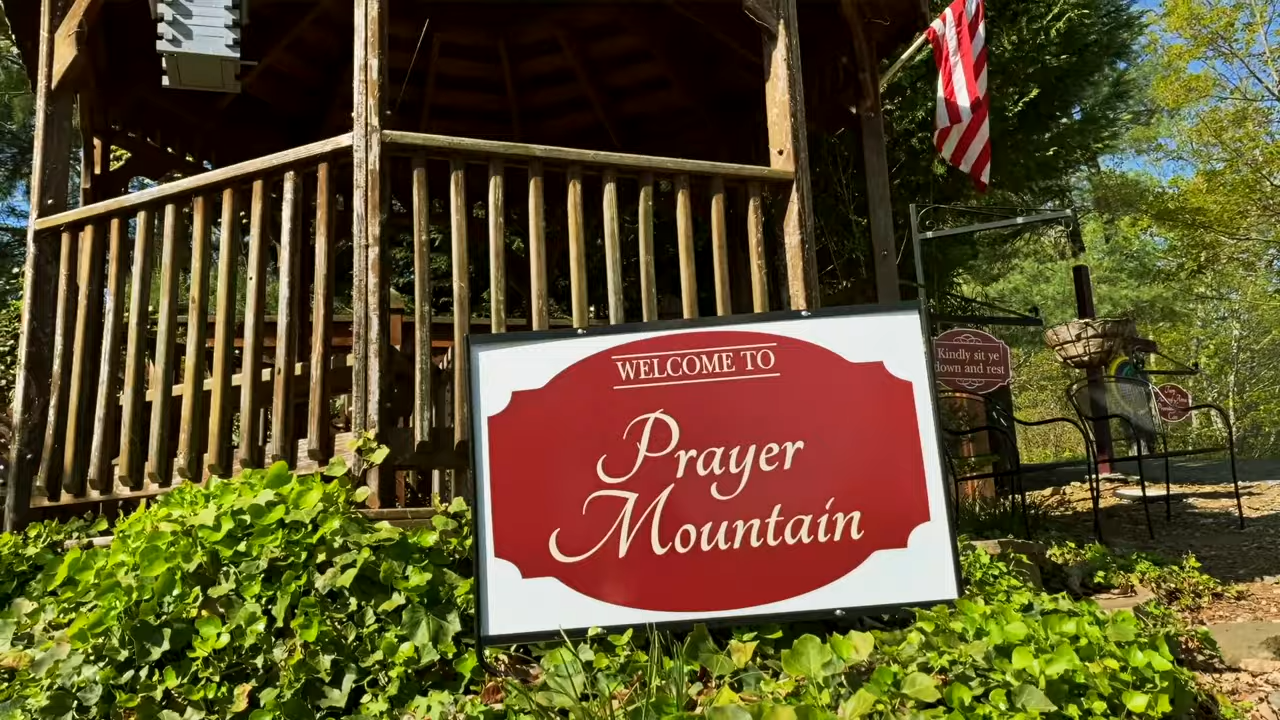 WELCOME TO
Prayer
Mountain
Kindly sit ye
down and rest